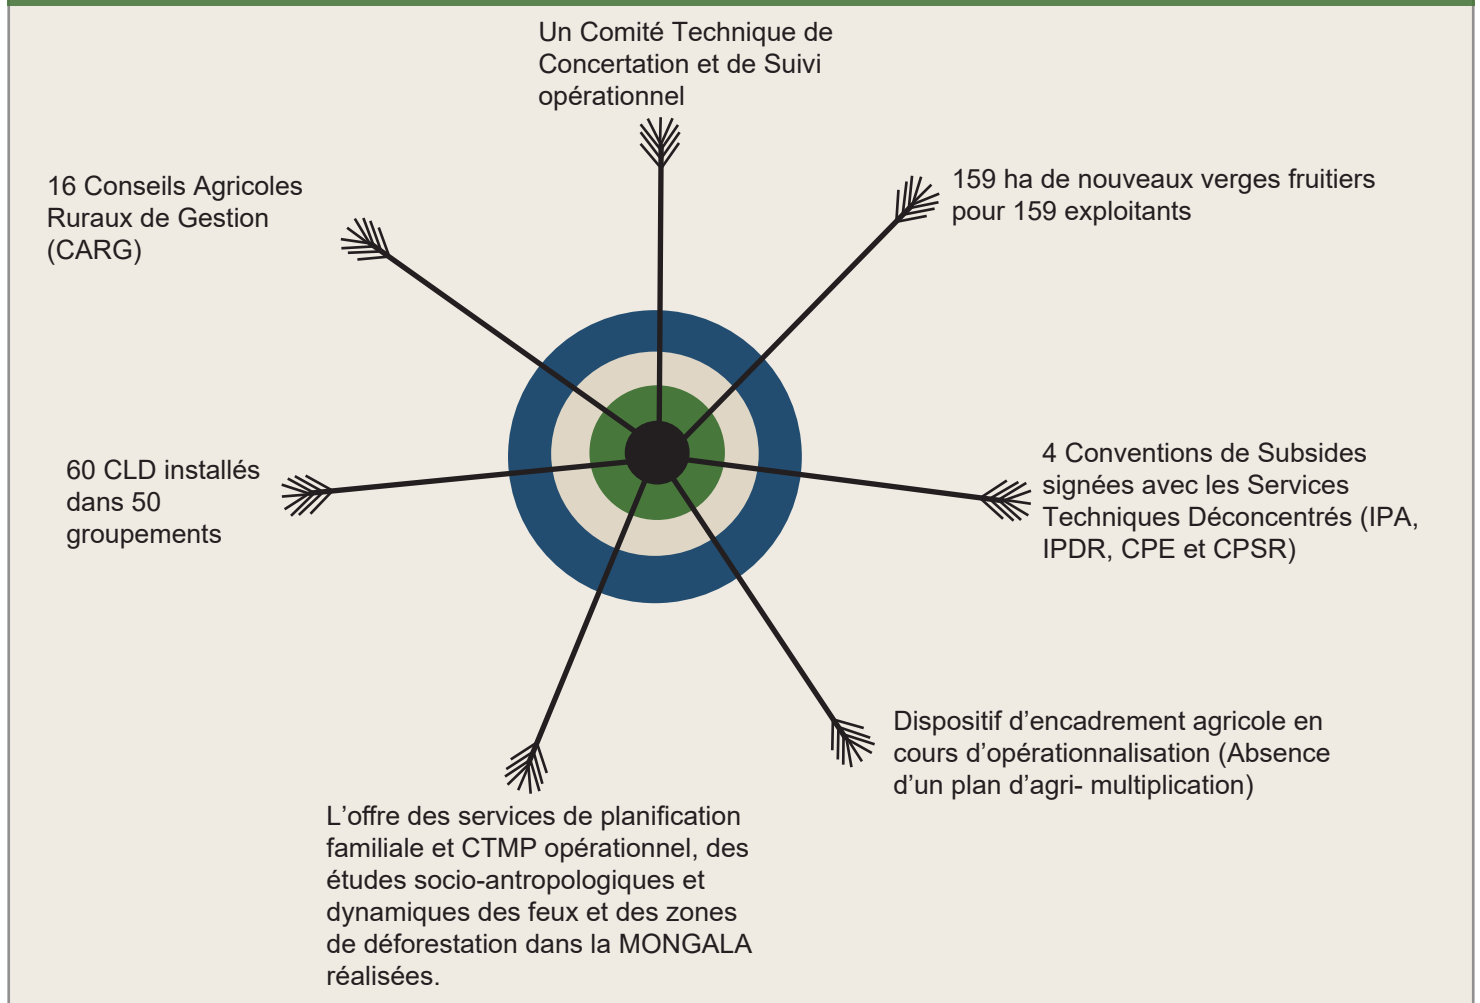 Un Comité Technique de
Concertation et de Suivi
opérationnel
16 Conseils Agricoles
Ruraux de Gestion
(CARG)
159 ha de nouveaux verges fruitiers
pour 159 exploitants
60 CLD installés
dans 50
groupements
4 Conventions de Subsides
signées avec les Services
Techniques Déconcentrés (IPA,
IPDR, CPE et CPSR)
Dispositif d’encadrement agricole en
cours d’opérationnalisation (Absence
d’un plan d’agri- multiplication)
L’offre des services de planification
familiale et CTMP opérationnel, des
études socio-antropologiques et
dynamiques des feux et des zones
de déforestation dans la MONGALA
réalisées.